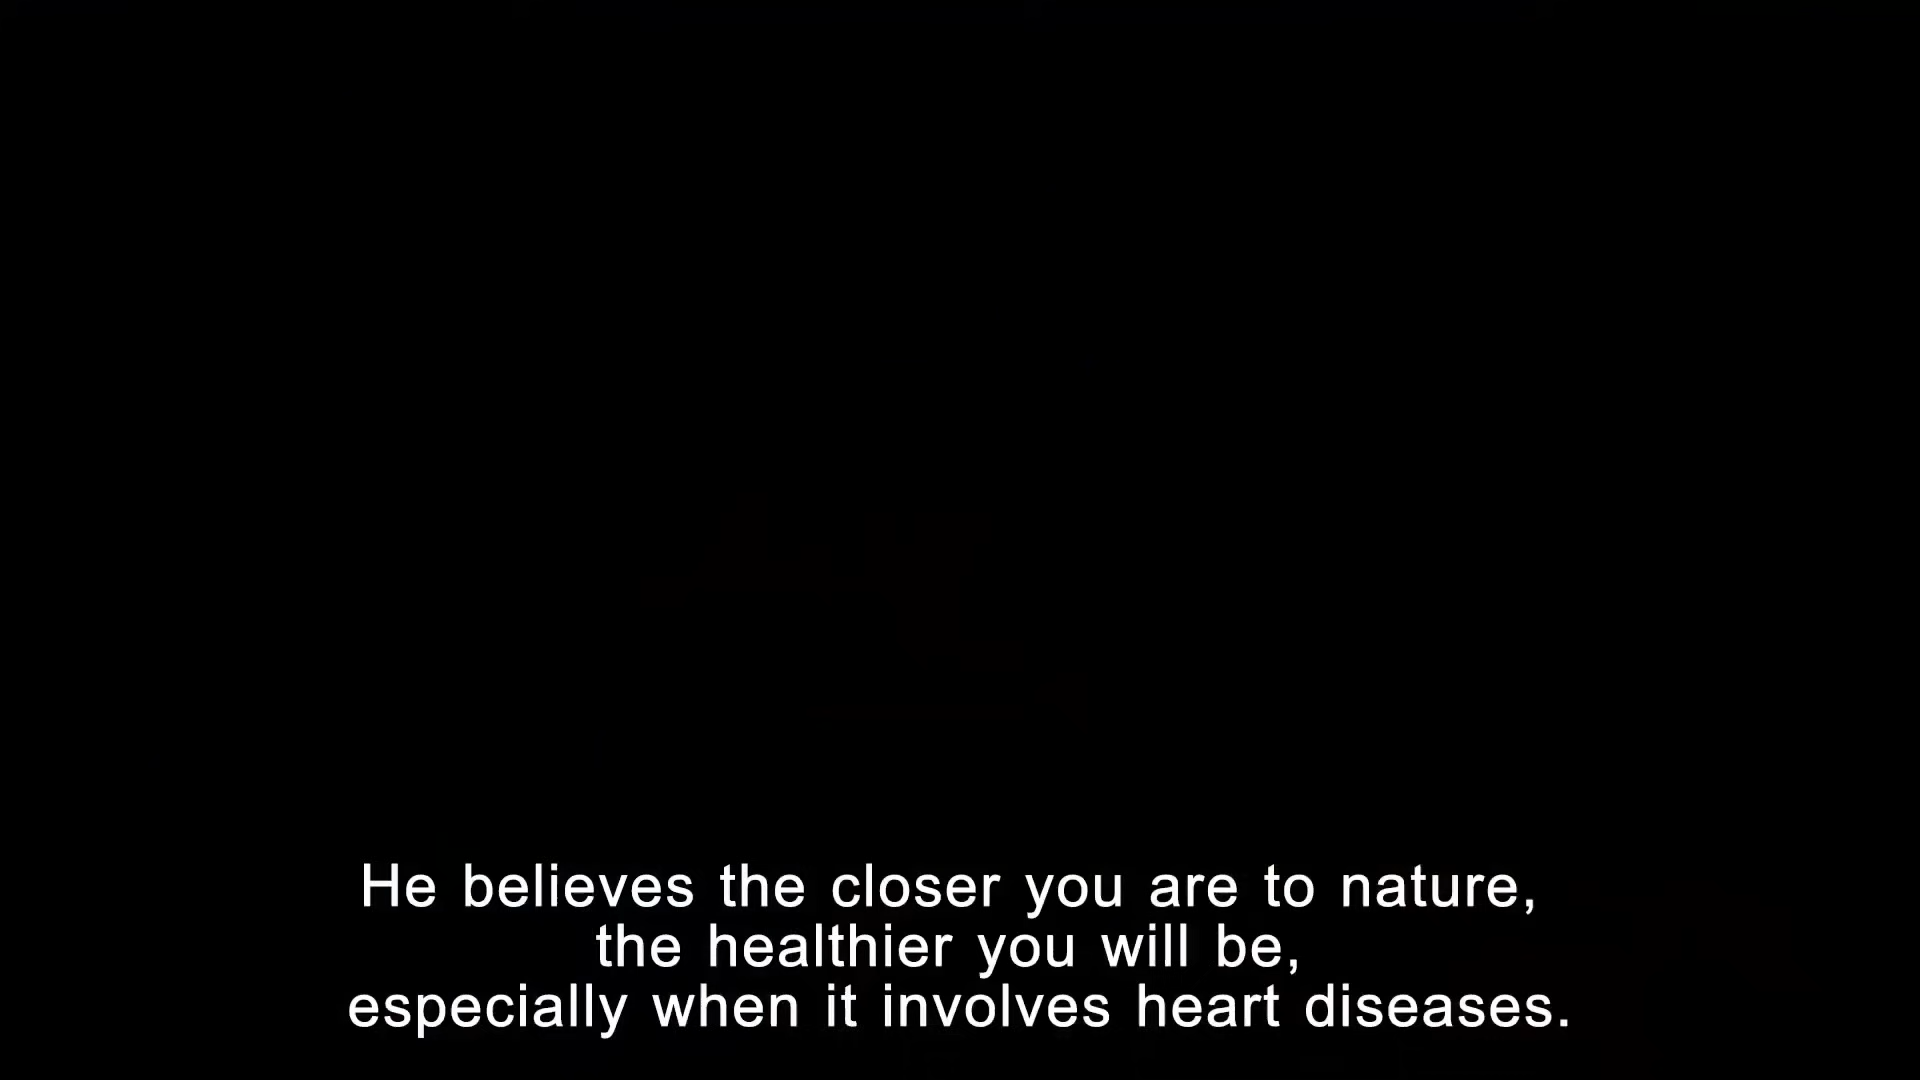 He believes the closer you are to nature,
the healthier you will be,
especially when it involves heart diseases.